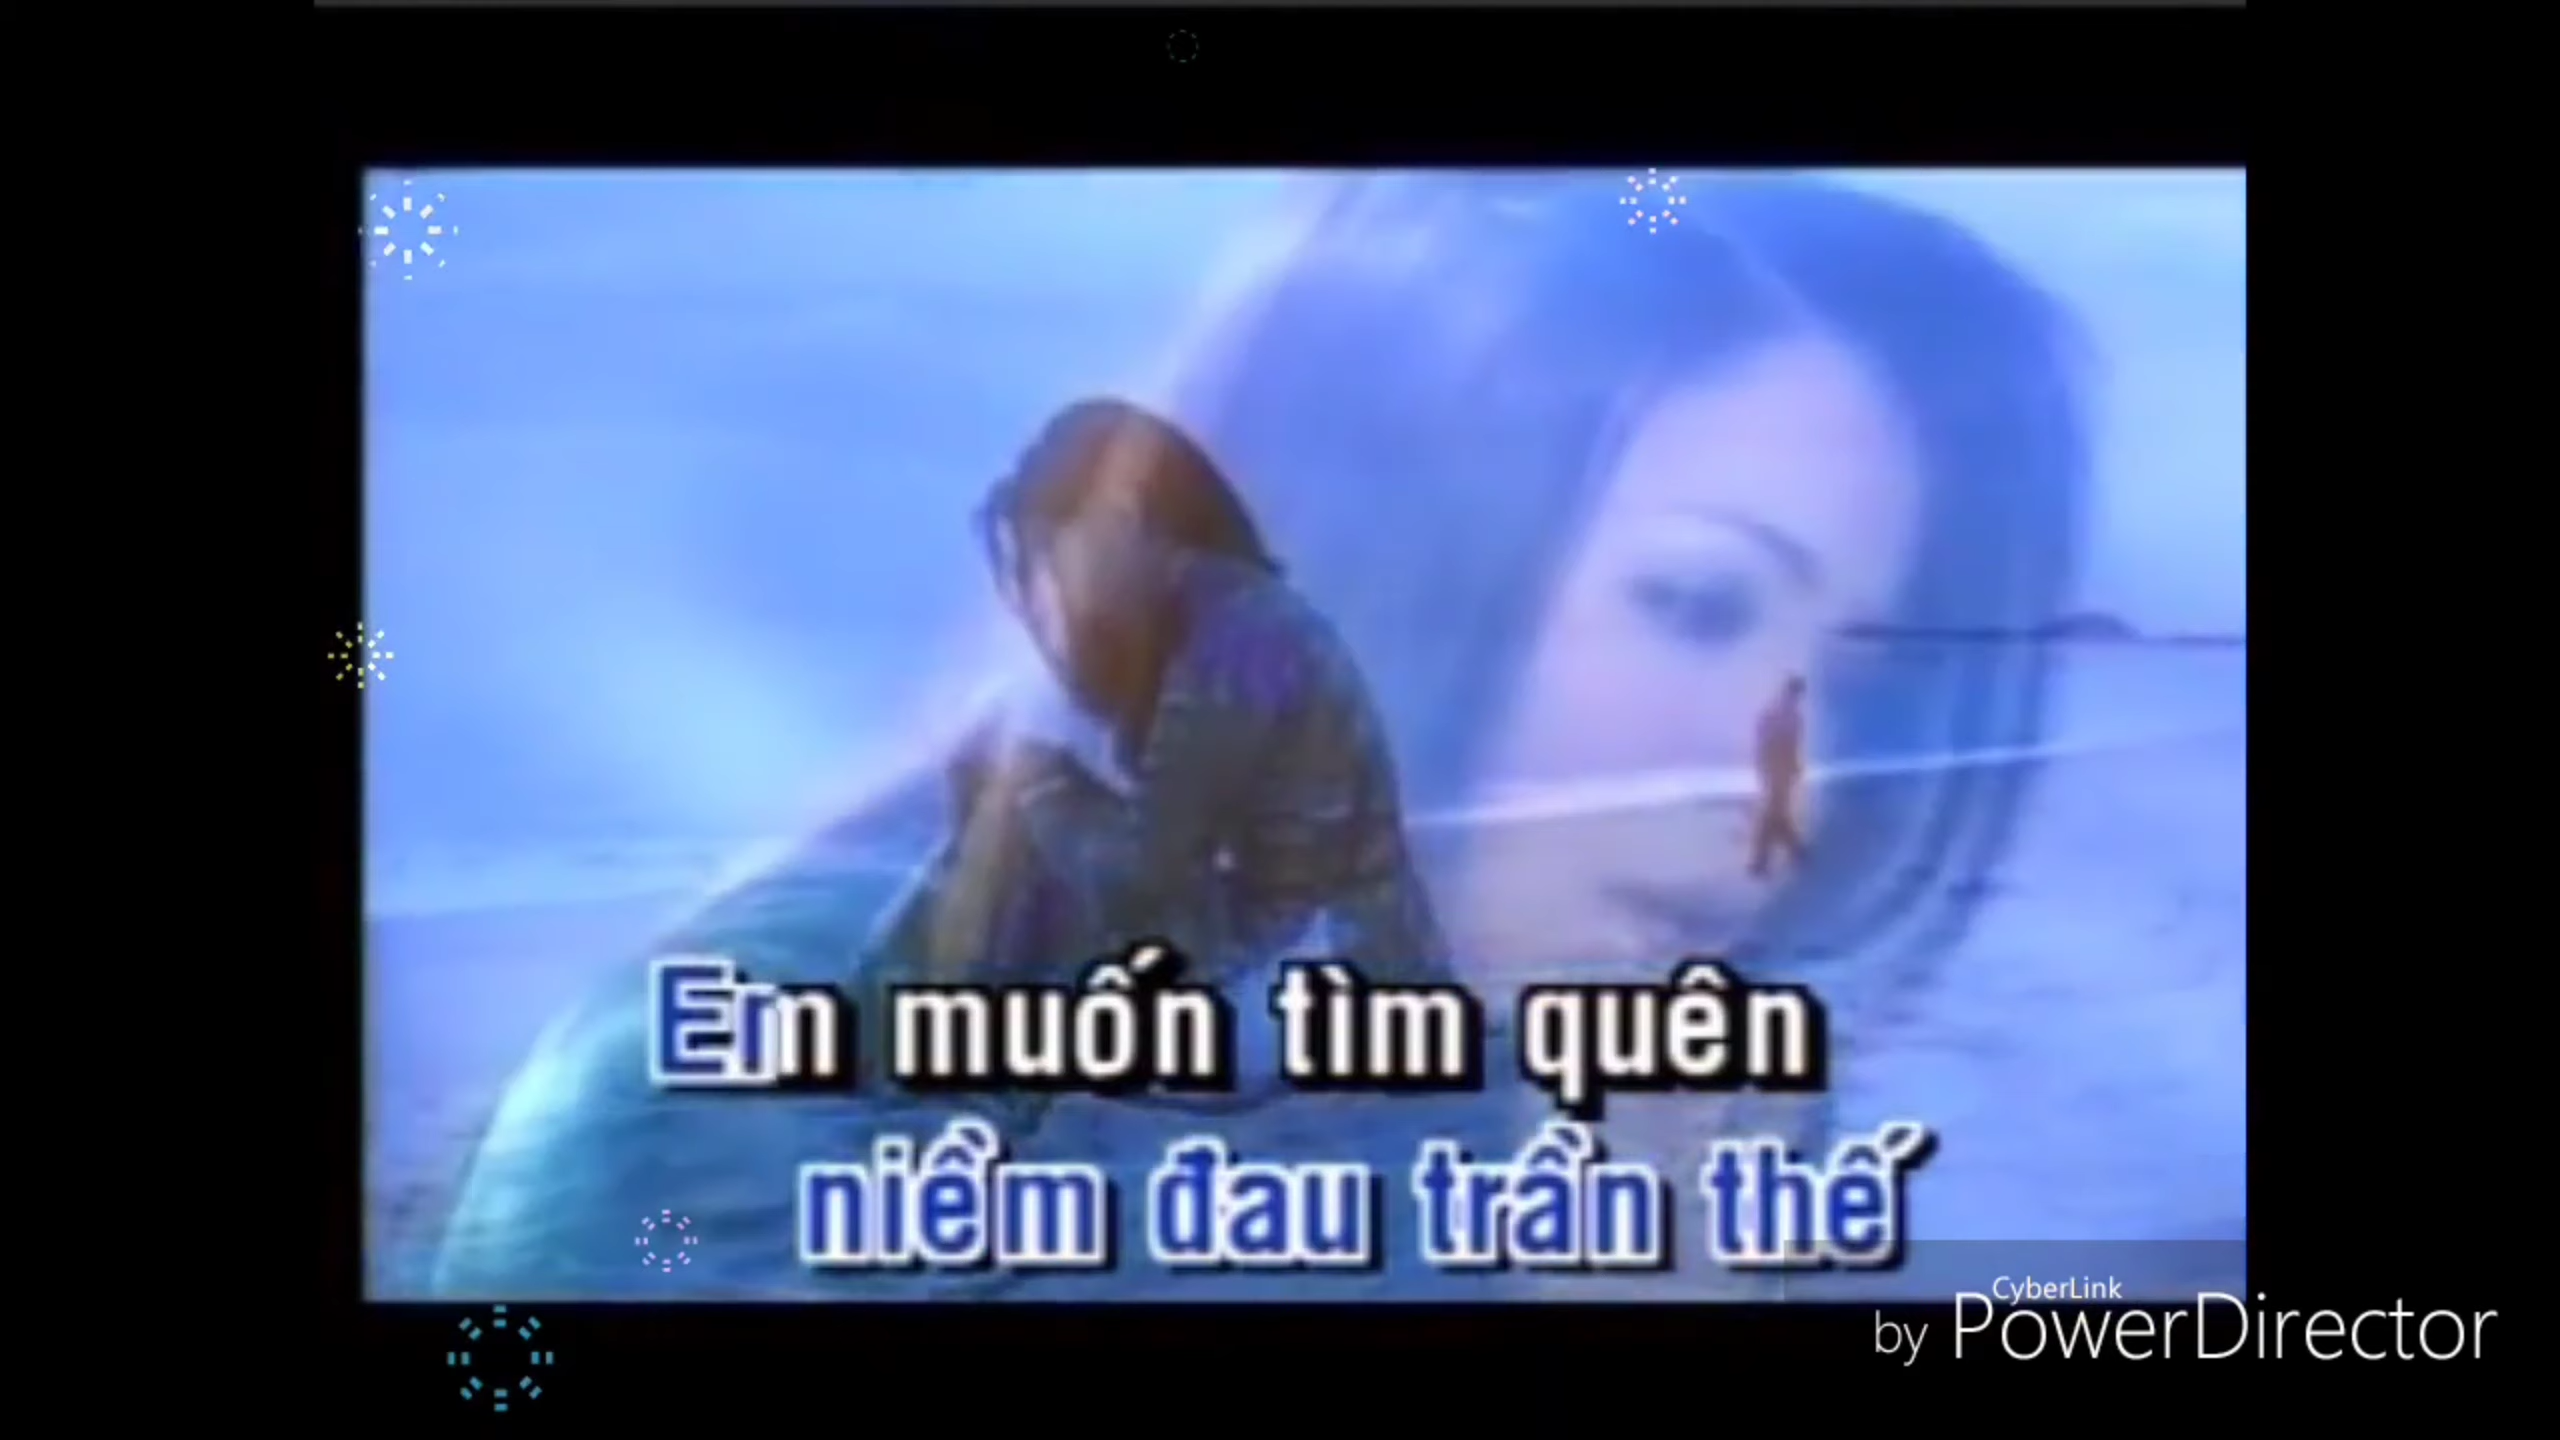 Em muốn tìm quên
niềm đau trần thế
CyberLink
by PowerDirector